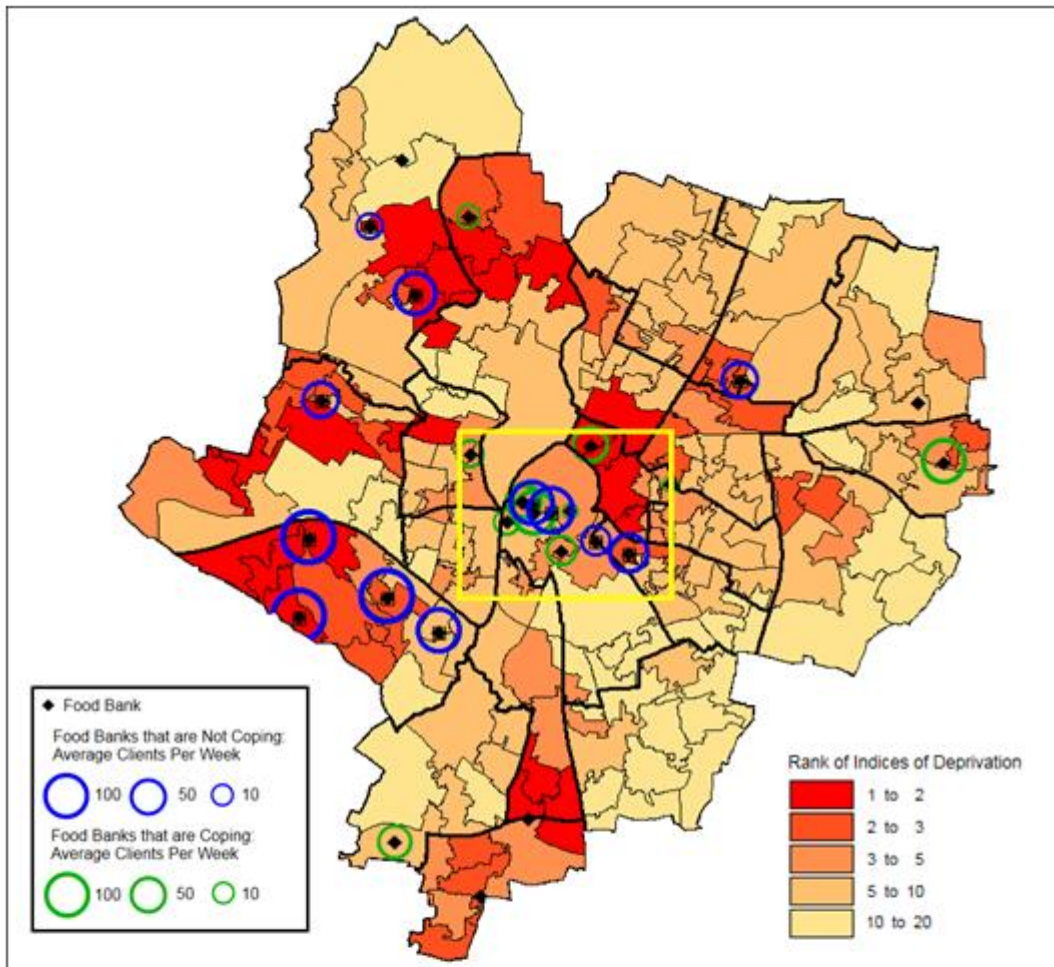 Food Bank
Food Banks that are Not Coping:
Average Clients Per Week
100 50 10
Food Banks that are Coping:
Average Clients Per Week
100 50 10
Rank of Indices of Deprivation
1 to 2
2 to 3
3 to 5
5 to 10
10 to 20